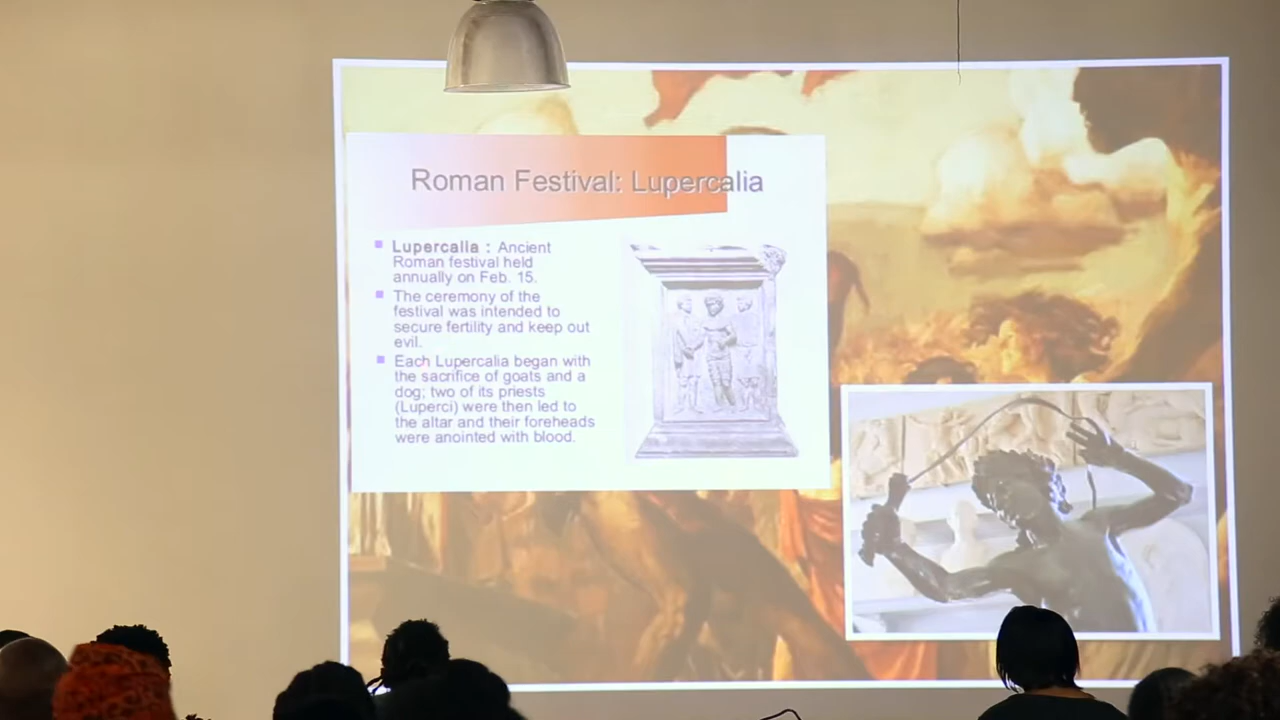 Roman Festival: Lupercalia
Lupercalia : Ancient
Roman festival held
annually on Feb. 15.
The ceremony of the
festival was intended to
secure fertility and keep out
evil.
Each Lupercalia began with
the sacrifice of goats and a
dog; two of its priests
(Luperci) were then led to
the altar and their foreheads
were anointed with blood.